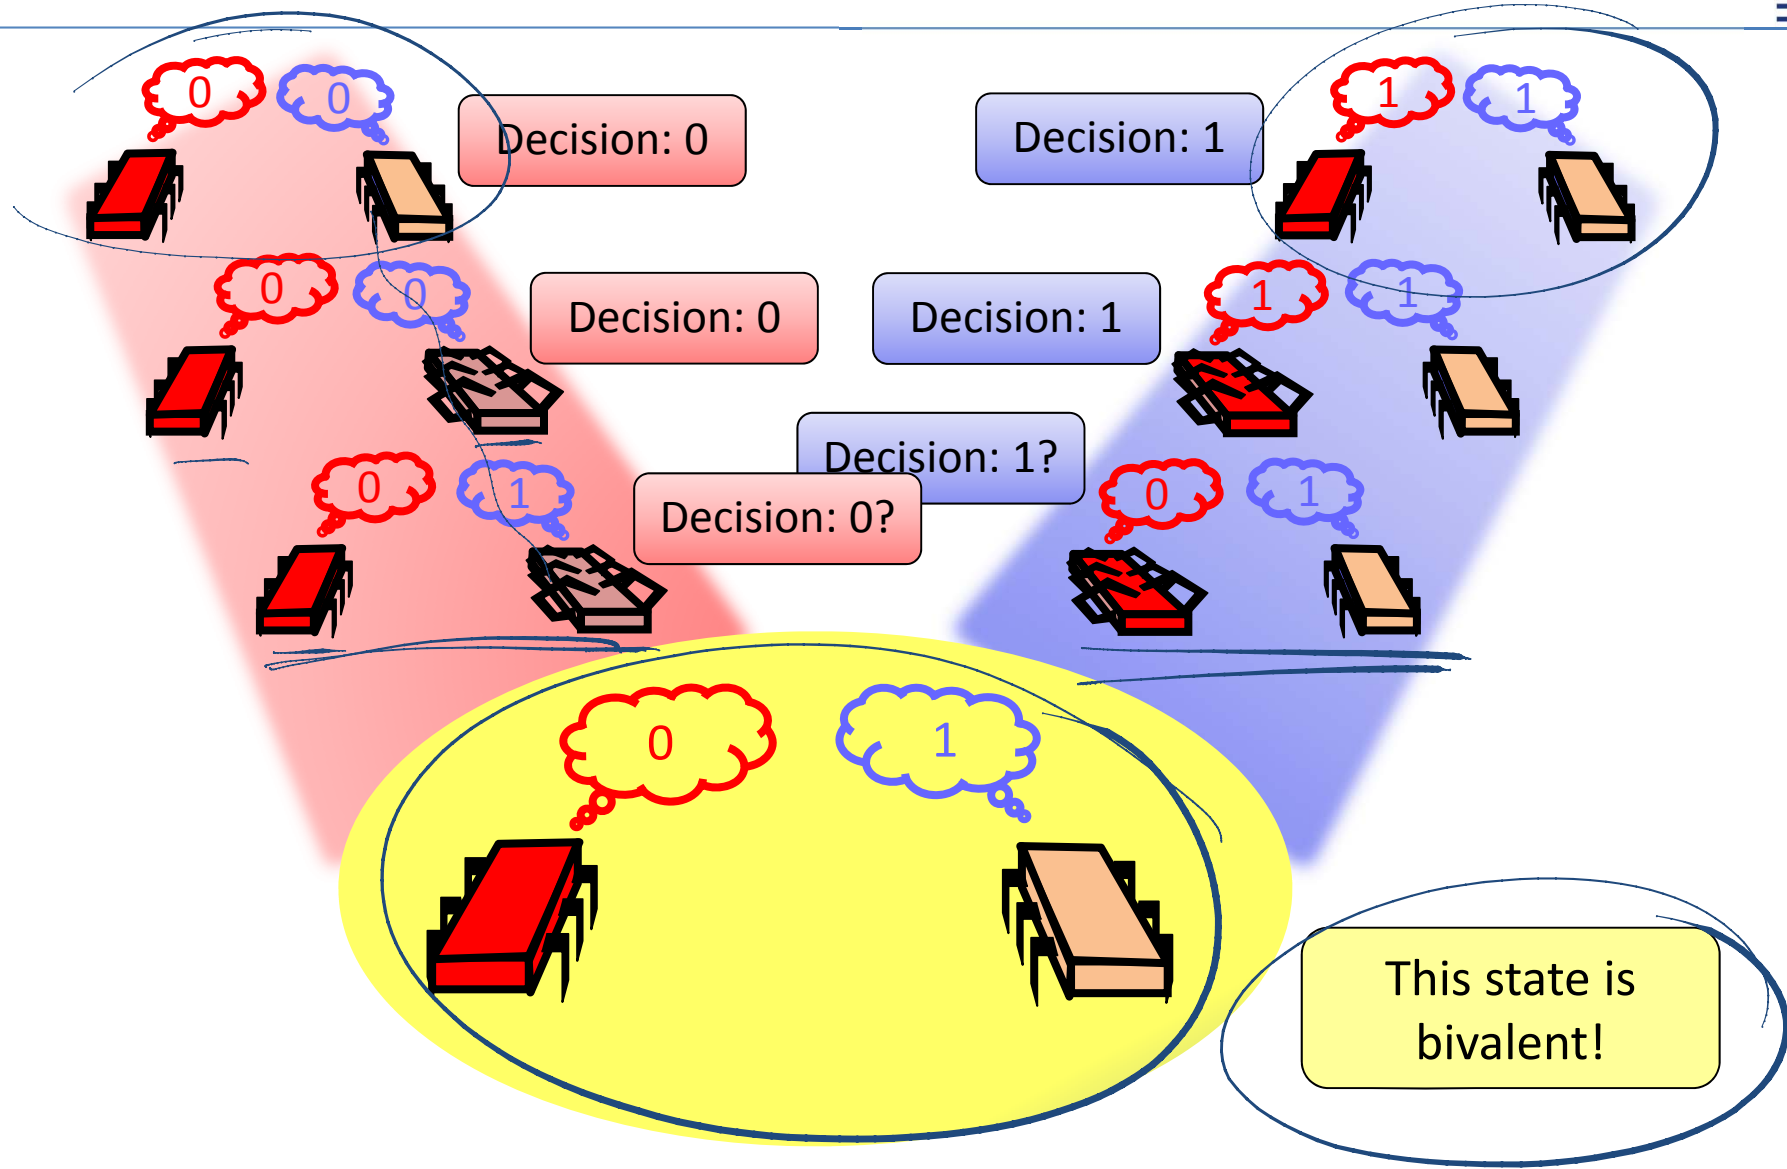 0 0 1 1
Decision: 0
Decision: 1
0 0 1 1
Decision: 0
Decision: 1
Decision: 1?
0 1 0 1
Decision: 0?
0 1
This state is
bivalent!